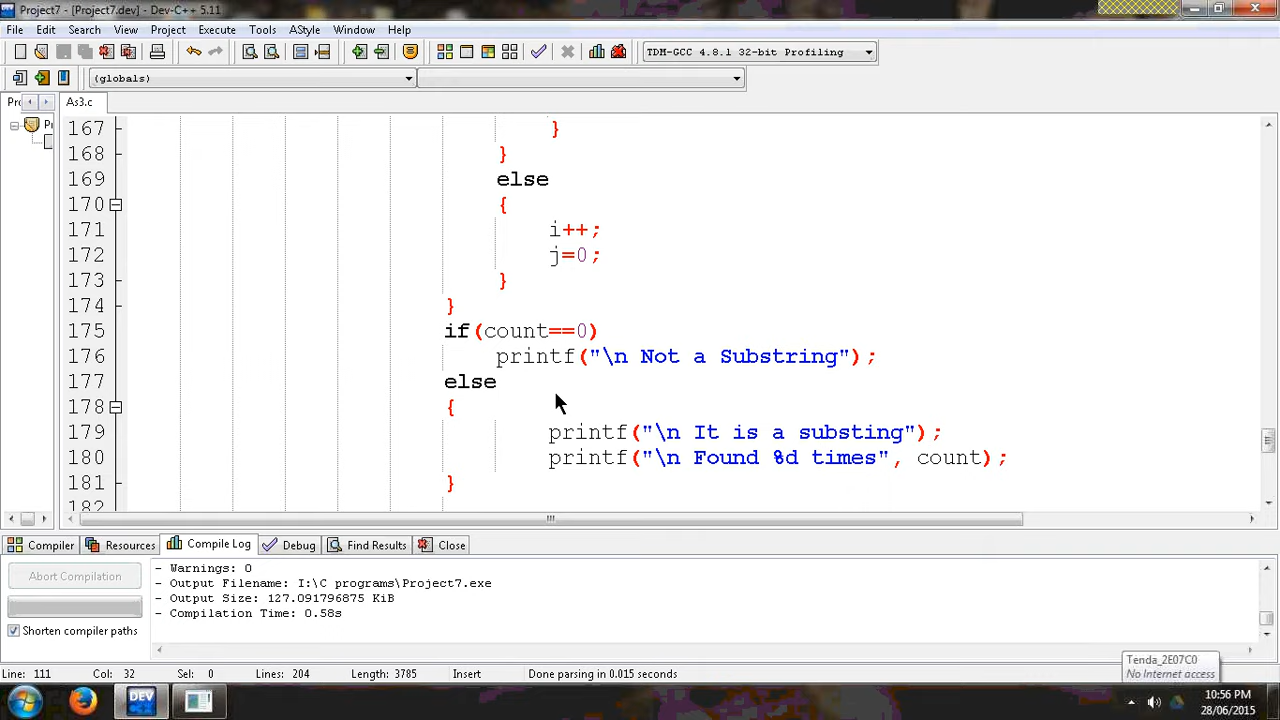 Project7 - [Project7.dev] - Dev-C++ 5.11
File Edit Search View Project Execute Tools AStyle Window Help
TDM-GCC 4.8.1 32-bit Profiling
(globals)
Pr As3.c
P
167 }
168 }
169 else
170 {
171 i++;
172 j=0;
173 }
174 }
175 if(count==0)
176 printf("\n Not a Substring");
177 else
178 {
179 printf("\n It is a substing");
180 printf("\n Found %d times", count);
181 }
182
Compiler Resources Compile Log Debug Find Results Close
Abort Compilation
Shorten compiler paths
- Warnings: 0
- Output Filename: I:\C programs\Project7.exe
- Output Size: 127.091796875 KiB
- Compilation Time: 0.58s
Line: 111 Col: 32 Sel: 0 Lines: 204 Length: 3785 Insert Done parsing in 0.015 seconds
Tenda_2E07C0
No Internet access
DEV
10:56 PM
28/06/2015